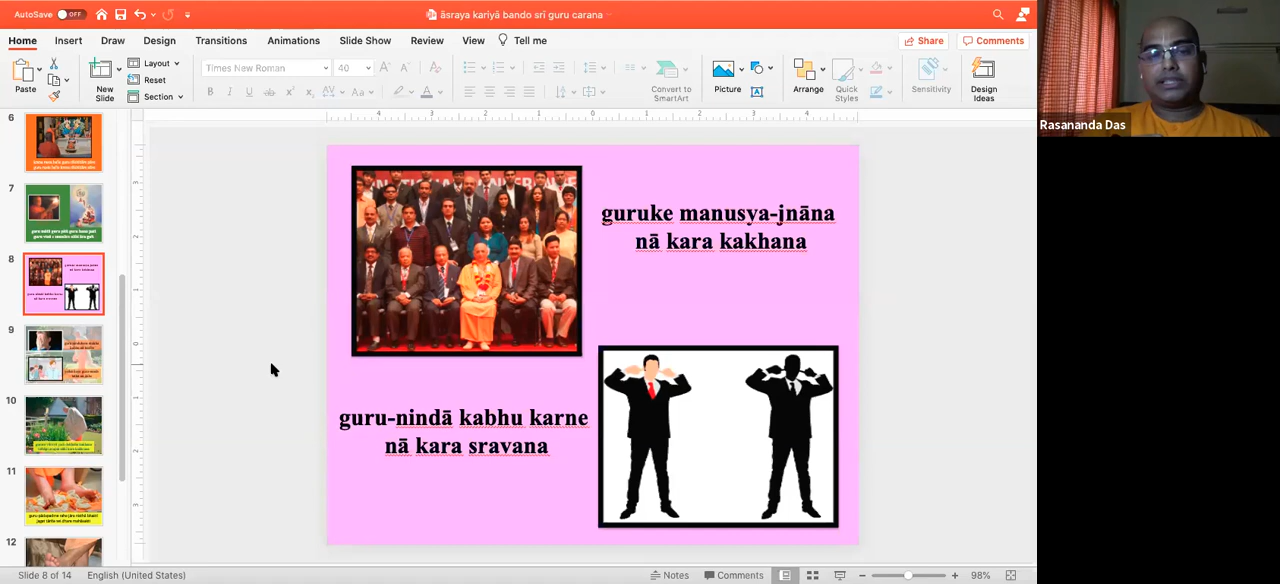 AutoSave OFF
āsraya kariyā bando srī guru carana
Home Insert Draw Design Transitions Animations Slide Show Review View Tell me
Share Comments
Paste
New Slide
Layout
Reset
Section
Times New Roman 40
Convert to SmartArt
Picture
Arrange
Quick Styles
Sensitivity
Design Ideas
Rasananda Das
6
7
8
9
10
11
12
guruke manusya-jnāna
nā kara kakhana
guru-nindā kabhu karne
nā kara sravana
Slide 8 of 14 English (United States)
Notes Comments 98%